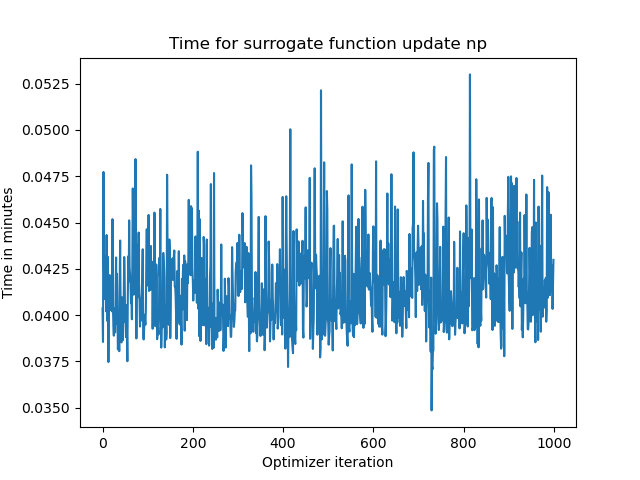 Time for surrogate function update np
Time in minutes
0.0525
0.0500
0.0475
0.0450
0.0425
0.0400
0.0375
0.0350
0 200 400 600 800 1000
Optimizer iteration